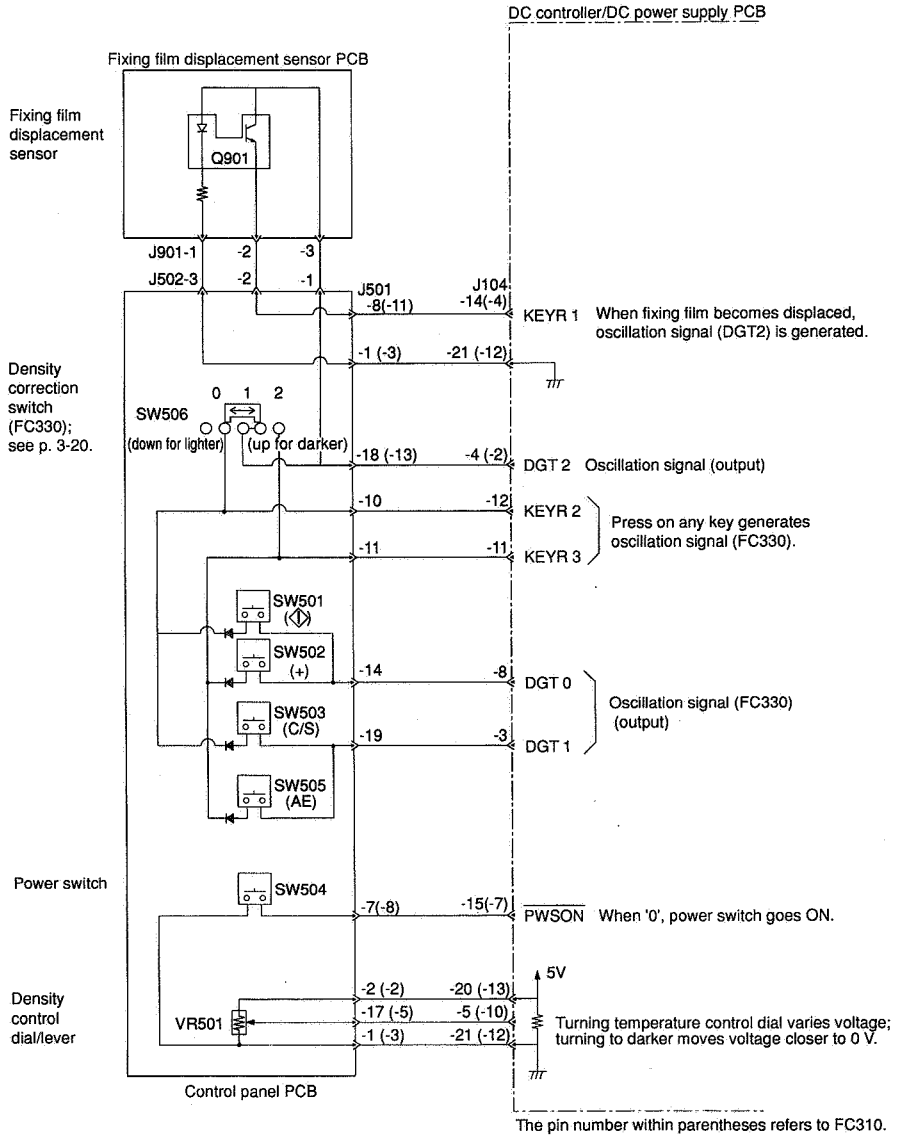 DC controller/DC power supply PCB
Fixing film displacement sensor PCB
Fixing film
displacement
sensor
Q901
J901-1 -2 -3
J502-3 -2 -1
J501 J104
-8(-11) -14(-4) KEYR 1
When fixing film becomes displaced,
oscillation signal (DGT2) is generated.
-1 (-3) -21 (-12)
Density
correction
switch
(FC330);
see p. 3-20.
0 1 2
SW506
(down for lighter) (up for darker)
-18 (-13) -4 (-2) DGT 2 Oscillation signal (output)
-10 -12 KEYR 2
Press on any key generates
oscillation signal (FC330).
-11 -11 KEYR 3
SW501
SW502
(+)
-14 -8 DGT 0
Oscillation signal (FC330)
(output)
SW503
(C/S)
-19 -3 DGT 1
SW505
(AE)
Power switch
SW504
-7(-8) -15(-7) PWSON When '0', power switch goes ON.
5V
Density
control
dial/lever
-2 (-2) -20 (-13)
VR501 -17 (-5) -5 (-10)
-1 (-3) -21 (-12)
Turning temperature control dial varies voltage;
turning to darker moves voltage closer to 0 V.
Control panel PCB
The pin number within parentheses refers to FC310.